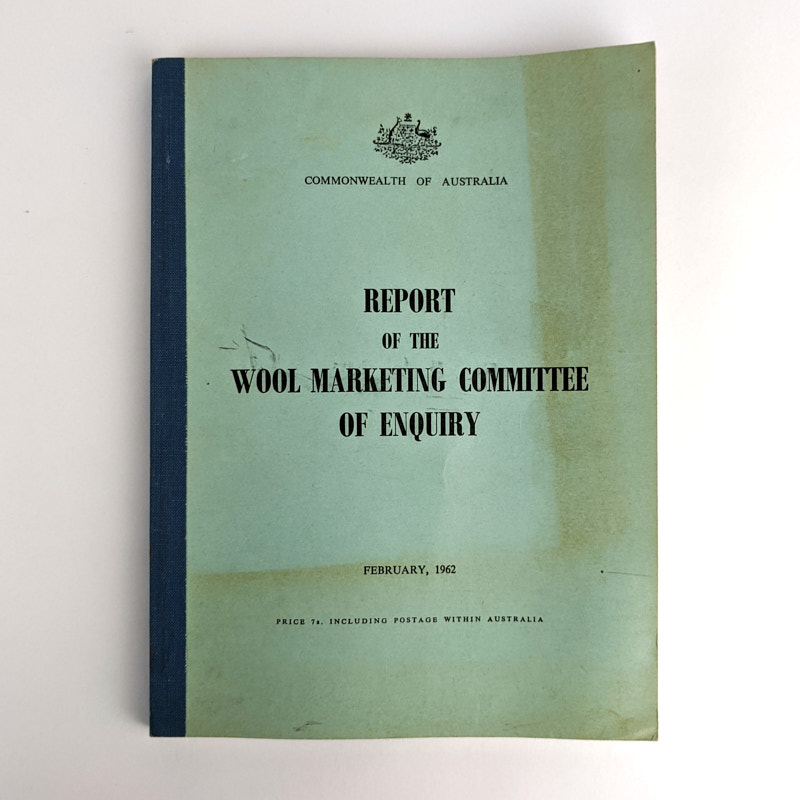 COMMONWEALTH OF AUSTRALIA
REPORT
OF THE
WOOL MARKETING COMMITTEE
OF ENQUIRY
FEBRUARY, 1962
PRICE 7s. INCLUDING POSTAGE WITHIN AUSTRALIA